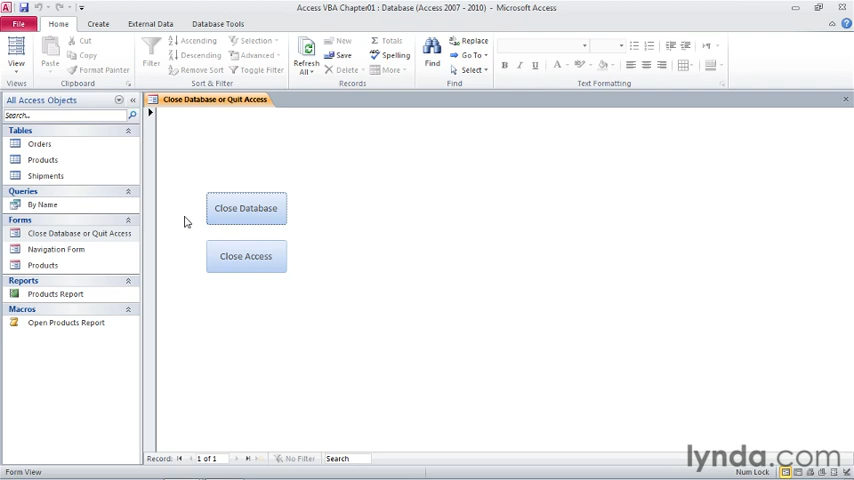 Access VBA Chapter01 : Database (Access 2007 - 2010) - Microsoft Access
File Home Create External Data Database Tools
View
Views
Paste
Cut
Copy
Format Painter
Clipboard
Filter
Ascending
Descending
Remove Sort
Selection
Advanced
Toggle Filter
Sort & Filter
Refresh
All
New
Save
Delete
Totals
Spelling
More
Records
Find
Replace
Go To
Select
Find
B I U A
Text Formatting
All Access Objects
Search...
Tables
Orders
Products
Shipments
Queries
By Name
Forms
Close Database or Quit Access
Navigation Form
Products
Reports
Products Report
Macros
Open Products Report
Close Database or Quit Access
Close Database
Close Access
Record: 1 of 1 No Filter Search
lynda.com
Form View
Num Lock